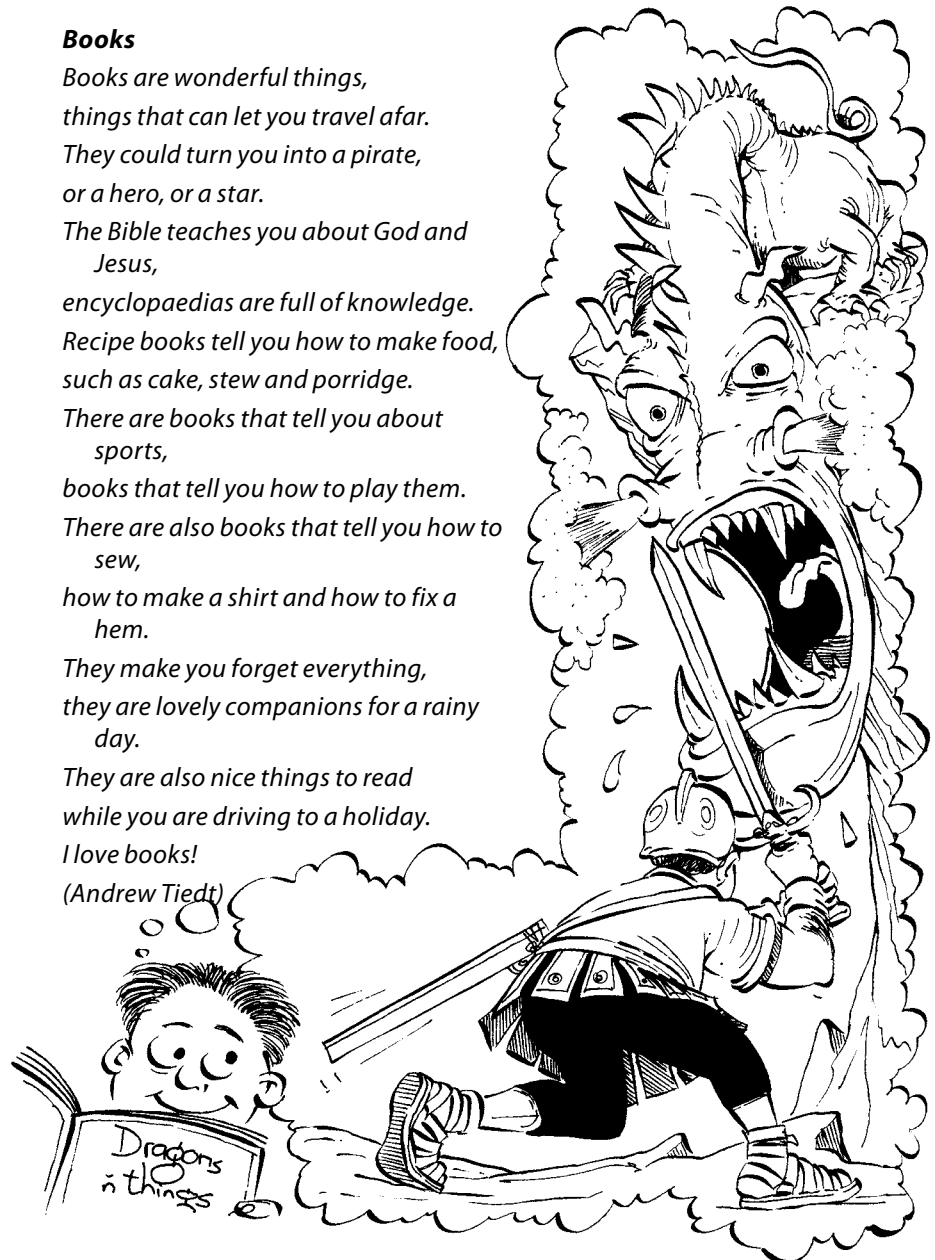 Books
Books are wonderful things,
things that can let you travel afar.
They could turn you into a pirate,
or a hero, or a star.
The Bible teaches you about God and
Jesus,
encyclopaedias are full of knowledge.
Recipe books tell you how to make food,
such as cake, stew and porridge.
There are books that tell you about
sports,
books that tell you how to play them.
There are also books that tell you how to
sew,
how to make a shirt and how to fix a
hem.
They make you forget everything,
they are lovely companions for a rainy
day.
They are also nice things to read
while you are driving to a holiday.
I love books!
(Andrew Tiedt)
Dragons
ñ things